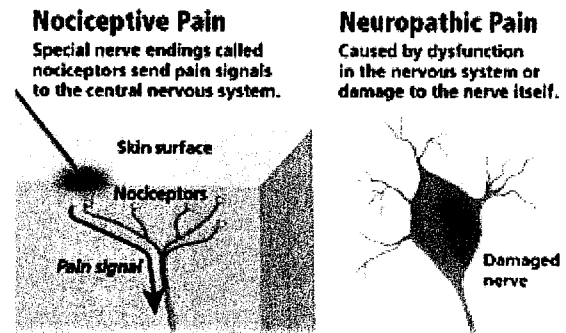 Nociceptive Pain
Special nerve endings called
nociceptors send pain signals
to the central nervous system.
Skin surface
Nociceptors
Pain signal
Neuropathic Pain
Caused by dysfunction
in the nervous system or
damage to the nerve itself.
Damaged
nerve